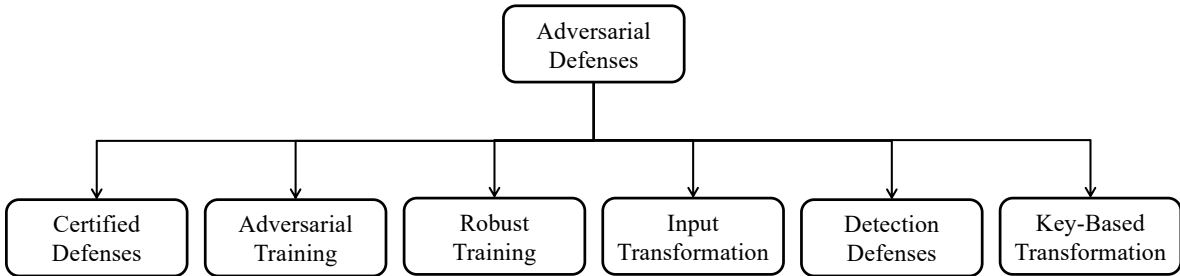 Adversarial
Defenses
Certified
Defenses
Adversarial
Training
Robust
Training
Input
Transformation
Detection
Defenses
Key-Based
Transformation